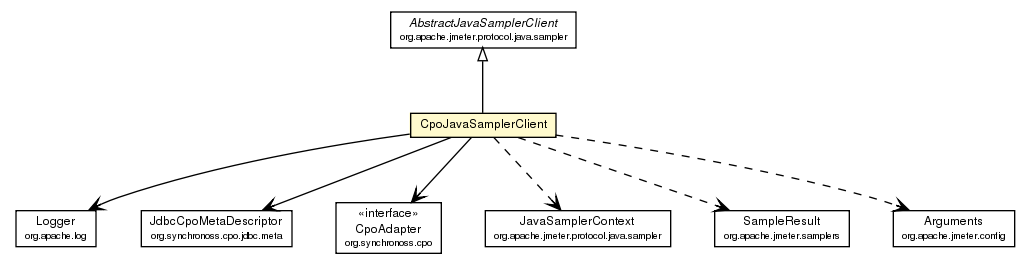 AbstractJavaSamplerClient
org.apache.jmeter.protocol.java.sampler
CpoJavaSamplerClient
Logger
org.apache.log
JdbcCpoMetaDescriptor
org.synchronoss.cpo.jdbc.meta
«interface»
CpoAdapter
org.synchronoss.cpo
JavaSamplerContext
org.apache.jmeter.protocol.java.sampler
SampleResult
org.apache.jmeter.samplers
Arguments
org.apache.jmeter.config